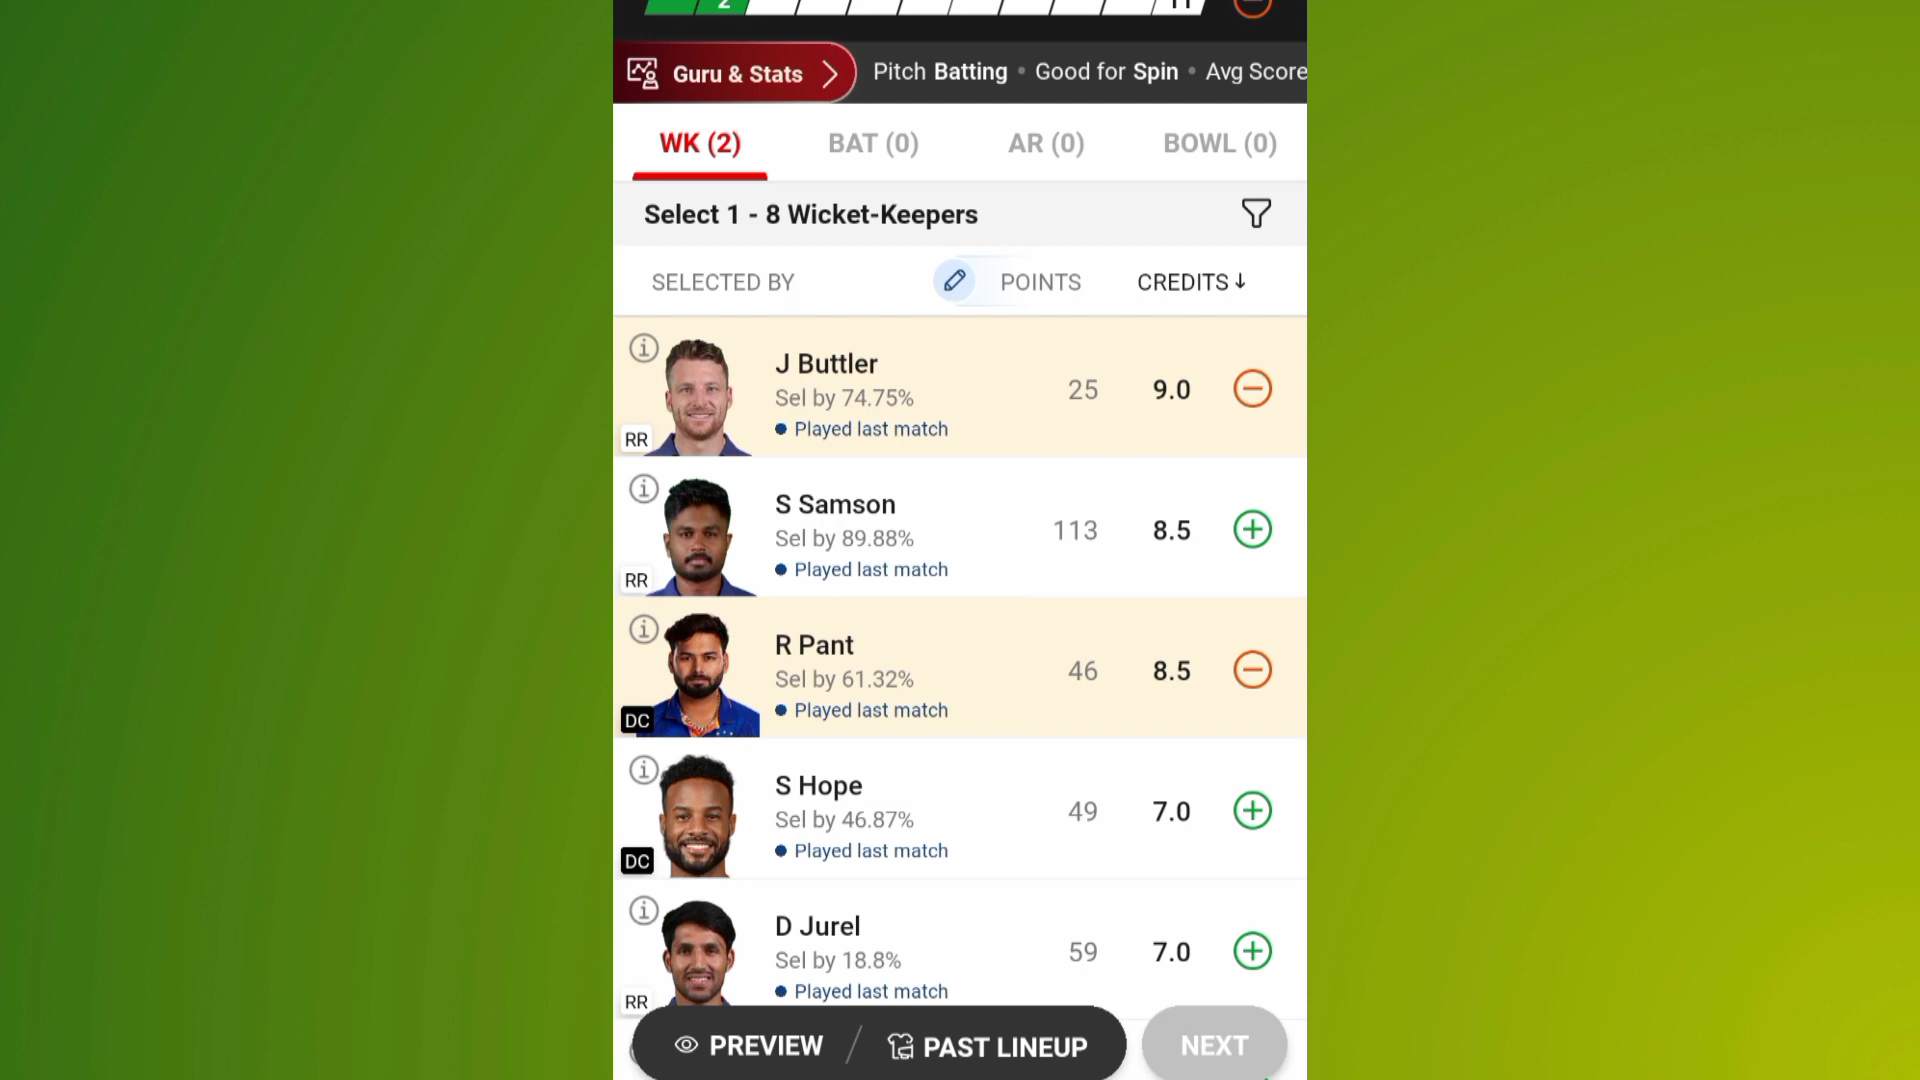 2
11
Guru & Stats
Pitch Batting • Good for Spin • Avg Score
WK (2)
BAT (0)
AR (0)
BOWL (0)
Select 1 - 8 Wicket-Keepers
SELECTED BY
POINTS
CREDITS↓
J Buttler
Sel by 74.75%
Played last match
RR
25
9.0
S Samson
Sel by 89.88%
Played last match
RR
113
8.5
R Pant
Sel by 61.32%
Played last match
DC
46
8.5
S Hope
Sel by 46.87%
Played last match
DC
49
7.0
D Jurel
Sel by 18.8%
Played last match
RR
59
7.0
PREVIEW / PAST LINEUP
NEXT